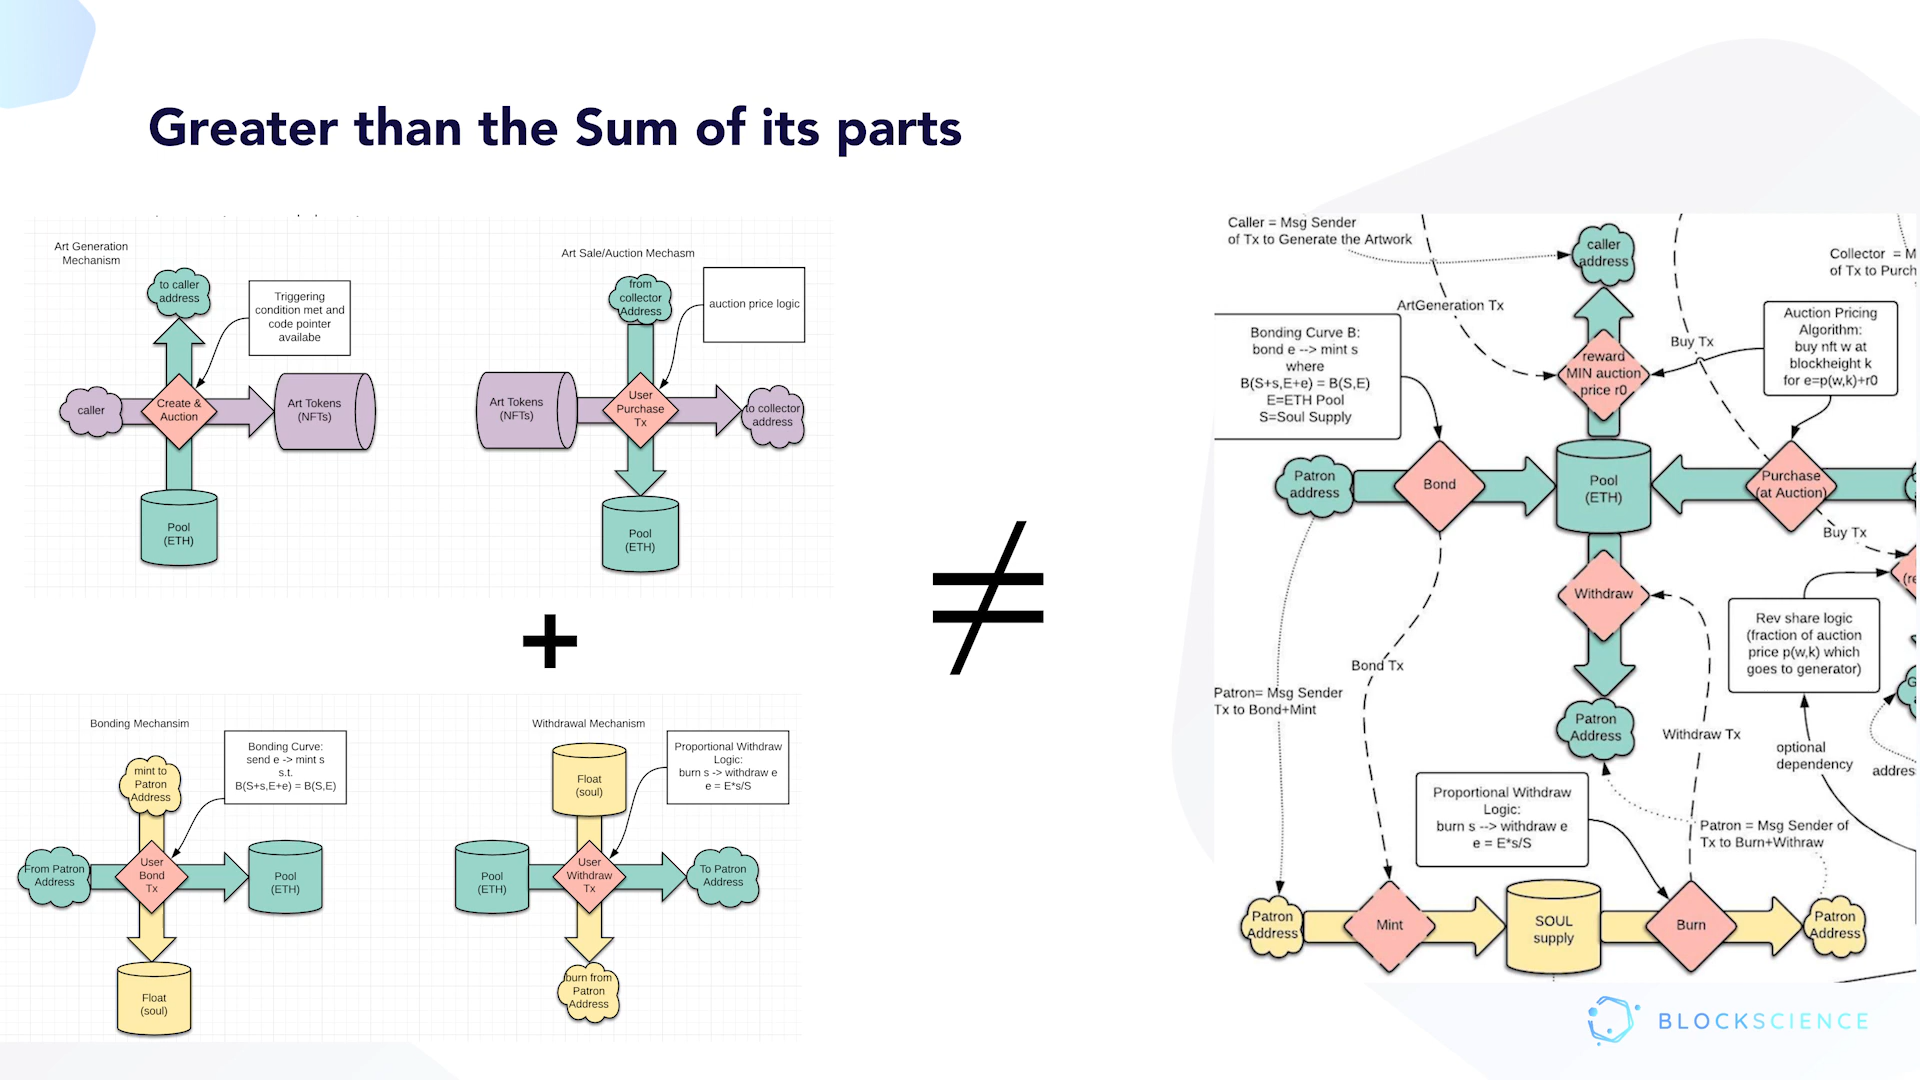 Greater than the Sum of its parts
Art Generation
Mechanism
to caller
address
Triggering
condition met and
code pointer
availabe
caller
Create &
Auction
Art Tokens
(NFTs)
Pool
(ETH)
Art Sale/Auction Mechasm
from
collector
Address
auction price logic
Art Tokens
(NFTs)
User
Purchase
Tx
to collector
address
Pool
(ETH)
+
Bonding Mechansim
mint to
Patron
Address
Bonding Curve:
send e -> mint s
s.t.
B(S+s,E+e) = B(S,E)
From Patron
Address
User
Bond
Tx
Pool
(ETH)
Float
(soul)
Withdrawal Mechanism
Float
(soul)
Proportional Withdraw
Logic:
burn s -> withdraw e
e = E*s/S
Pool
(ETH)
User
Withdraw
Tx
To Patron
Address
burn from
Patron
Address
≠
Caller = Msg Sender
of Tx to Generate the Artwork
caller
address
Collector = M
of Tx to Purch
ArtGeneration Tx
Bonding Curve B:
bond e --> mint s
where
B(S+s,E+e) = B(S,E)
E=ETH Pool
S=Soul Supply
reward
MIN auction
price r0
Buy Tx
Auction Pricing
Algorithm:
buy nft w at
blockheight k
for e=p(w,k)+r0
Patron
address
Bond
Pool
(ETH)
Purchase
(at Auction)
Buy Tx
(re
Withdraw
Rev share logic
(fraction of auction
price p(w,k) which
goes to generator)
Bond Tx
Patron= Msg Sender
Tx to Bond+Mint
Patron
Address
Withdraw Tx
optional
dependency
G
addres
Proportional Withdraw
Logic:
burn s --> withdraw e
e = E*s/S
Patron = Msg Sender of
Tx to Burn+Withraw
Patron
Address
Mint
SOUL
supply
Burn
Patron
Address
BLOCKSCIENCE